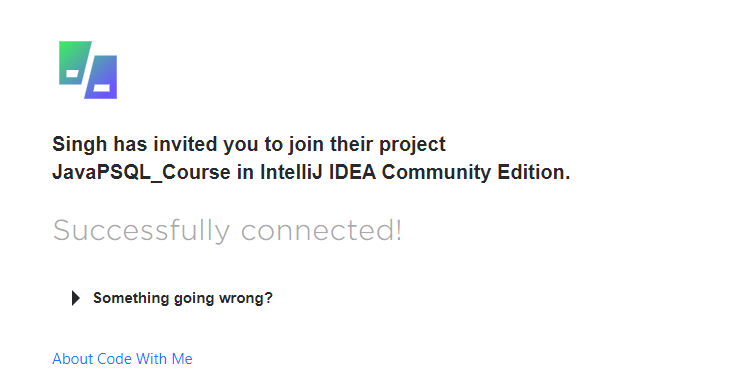 Singh has invited you to join their project
JavaPSQL_Course in IntelliJ IDEA Community Edition.
Successfully connected!
Something going wrong?
About Code With Me